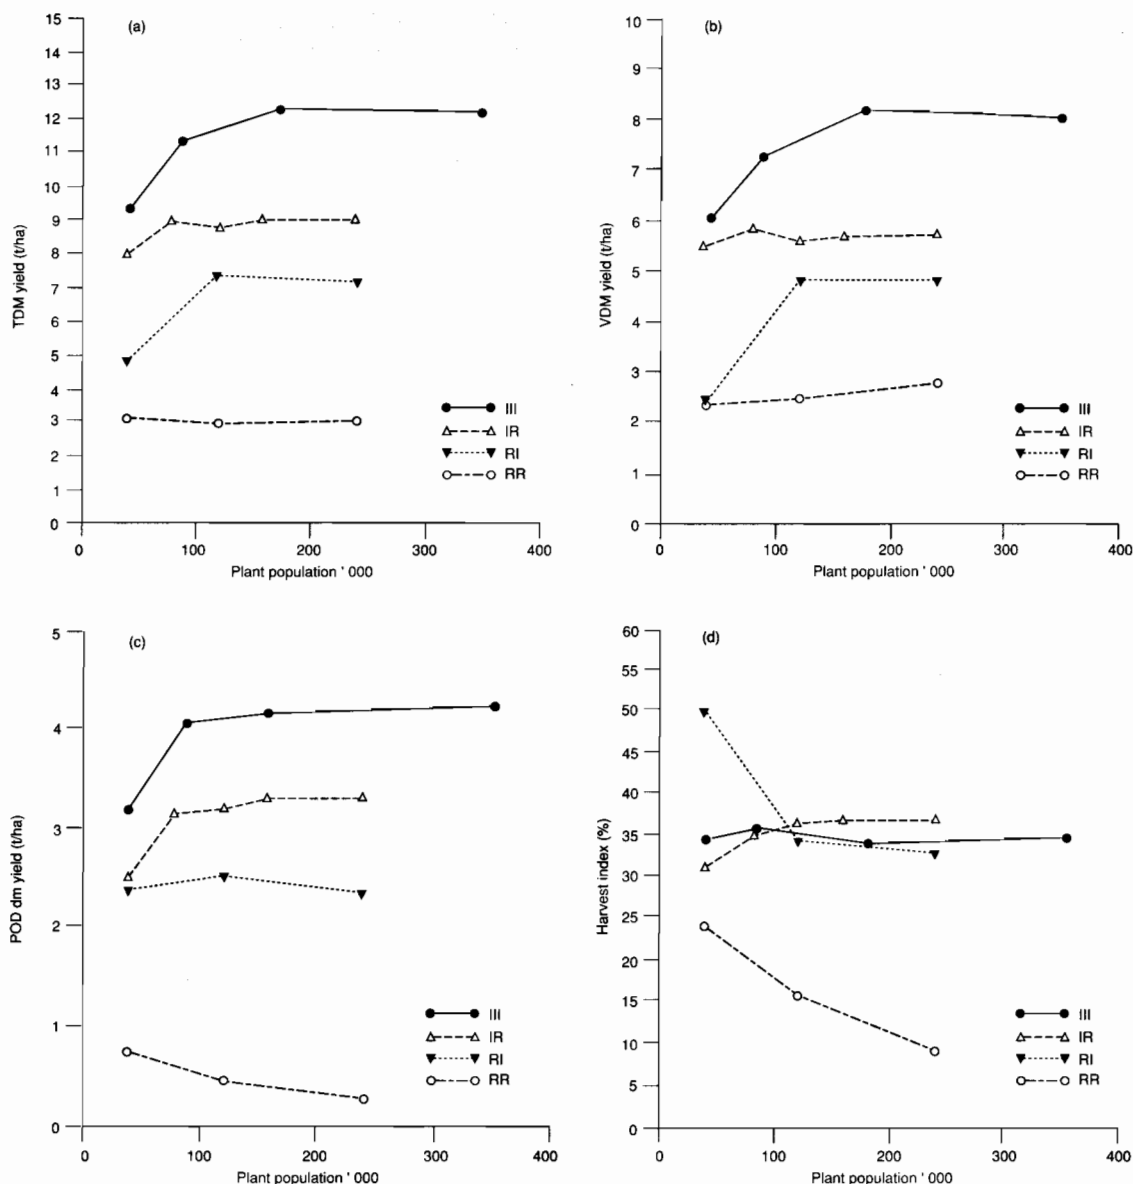 (a)
15
14
13
12
11
10
9
8
7
6
5
4
3
2
1
0
TDM yield (t/ha)
III
IR
RI
RR
0 100 200 300 400
Plant population ' 000
(b)
10
9
8
7
6
5
4
3
2
1
0
VDM yield (t/ha)
III
IR
RI
RR
0 100 200 300 400
Plant population ' 000
(c)
5
4
3
2
1
0
POD dm yield (t/ha)
III
IR
RI
RR
0 100 200 300 400
Plant population ' 000
(d)
60
55
50
45
40
35
30
25
20
15
10
5
0
Harvest index (%)
III
IR
RI
RR
0 100 200 300 400
Plant population ' 000